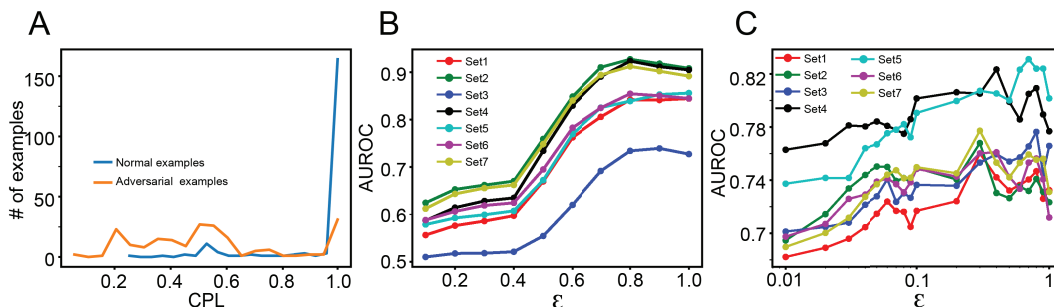 A
# of examples
150
100
50
0
Normal examples
Adversarial examples
0.2 0.4 0.6 0.8 1.0
CPL
B
AUROC
0.9
0.8
0.7
0.6
0.5
Set1
Set2
Set3
Set4
Set5
Set6
Set7
0.2 0.4 0.6 0.8 1.0
ε
C
AUROC
0.82
0.78
0.74
0.7
Set1
Set2
Set3
Set4
Set5
Set6
Set7
0.01 0.1 1
ε